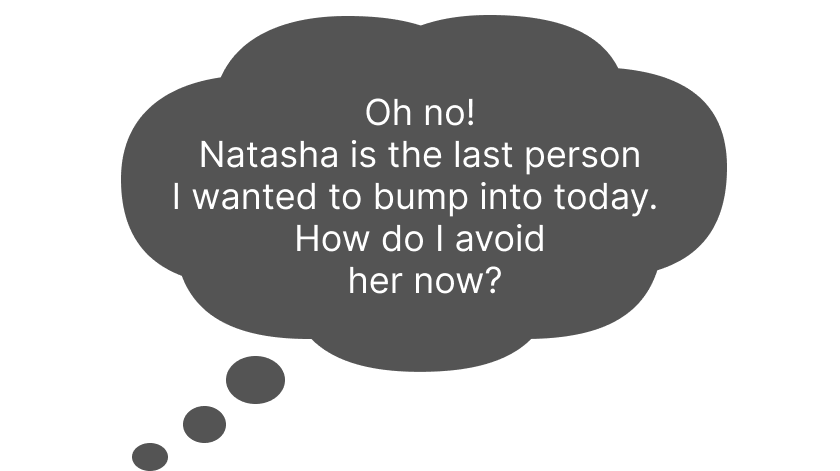 Oh no!
Natasha is the last person
I wanted to bump into today.
How do I avoid
her now?